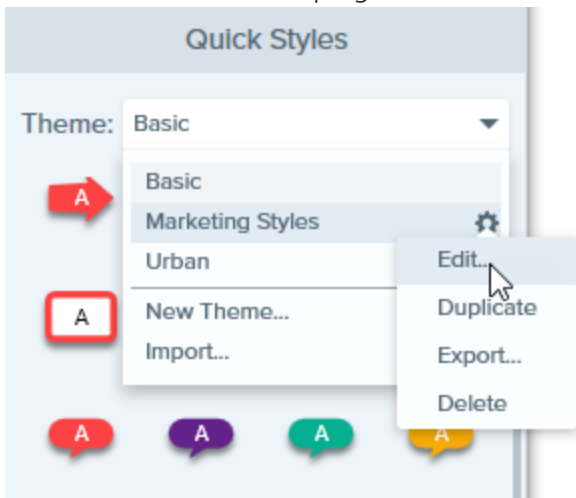 Quick Styles
Theme: Basic
A
Basic
Marketing Styles
Urban
Edit...
A
New Theme...
Duplicate
Import...
Export...
Delete
A A A A